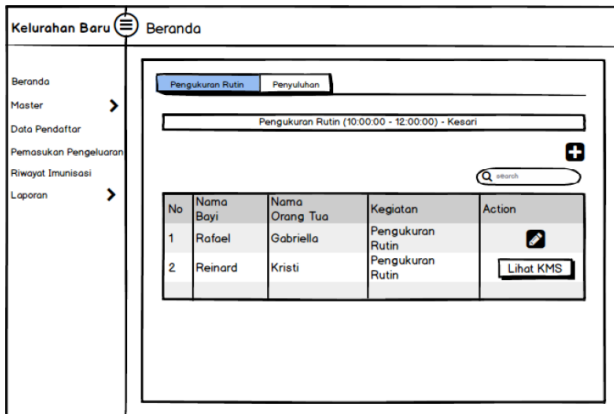 Kelurahan Baru
Beranda
Beranda
Master
Data Pendaftar
Pemasukan Pengeluaran
Riwayat Imunisasi
Laporan
Pengukuran Rutin Penyuluhan
Pengukuran Rutin (10:00:00 - 12:00:00) - Kesari
search
No Nama Bayi Nama Orang Tua Kegiatan Action
1 Rafael Gabriella Pengukuran Rutin
2 Reinard Kristi Pengukuran Rutin Lihat KMS